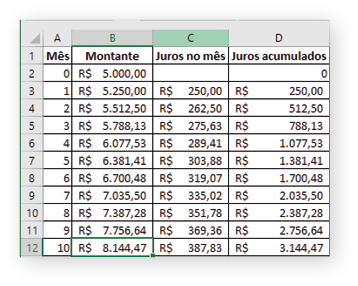 A B C D
1 Mês Montante Juros no mês Juros acumulados
2 0 R$ 5.000,00 0
3 1 R$ 5.250,00 R$ 250,00 R$ 250,00
4 2 R$ 5.512,50 R$ 262,50 R$ 512,50
5 3 R$ 5.788,13 R$ 275,63 R$ 788,13
6 4 R$ 6.077,53 R$ 289,41 R$ 1.077,53
7 5 R$ 6.381,41 R$ 303,88 R$ 1.381,41
8 6 R$ 6.700,48 R$ 319,07 R$ 1.700,48
9 7 R$ 7.035,50 R$ 335,02 R$ 2.035,50
10 8 R$ 7.387,28 R$ 351,78 R$ 2.387,28
11 9 R$ 7.756,64 R$ 369,36 R$ 2.756,64
12 10 R$ 8.144,47 R$ 387,83 R$ 3.144,47